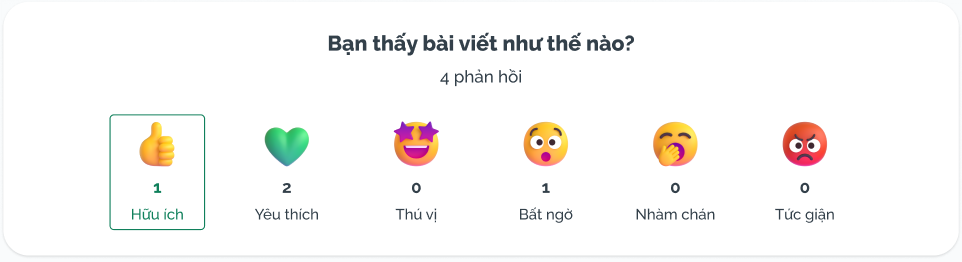 Bạn thấy bài viết như thế nào?
4 phản hồi
1 2 0 1 0 0
Hữu ích Yêu thích Thú vị Bất ngờ Nhàm chán Tức giận